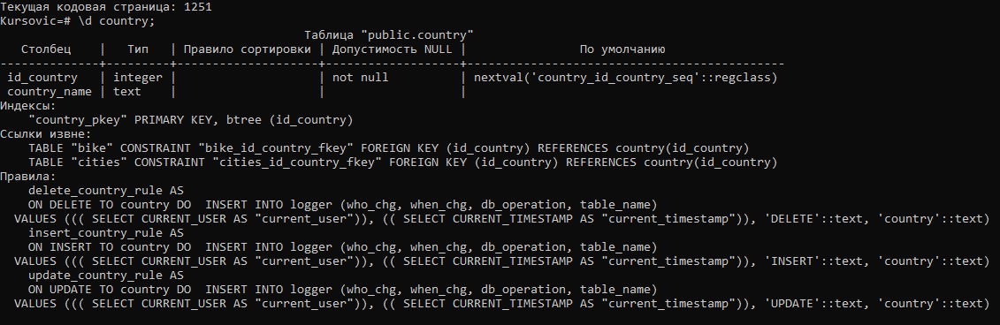 Текущая кодовая страница: 1251
Kursovic=# \d country;
Таблица "public.country"
Столбец | Тип | Правило сортировки | Допустимость NULL | По умолчанию
--------------+---------+--------------------+-------------------+---------------------------------------------
id_country | integer | | not null | nextval('country_id_country_seq'::regclass)
country_name | text | | |
Индексы:
"country_pkey" PRIMARY KEY, btree (id_country)
Ссылки извне:
TABLE "bike" CONSTRAINT "bike_id_country_fkey" FOREIGN KEY (id_country) REFERENCES country(id_country)
TABLE "cities" CONSTRAINT "cities_id_country_fkey" FOREIGN KEY (id_country) REFERENCES country(id_country)
Правила:
delete_country_rule AS
ON DELETE TO country DO  INSERT INTO logger (who_chg, when_chg, db_operation, table_name)
VALUES ((( SELECT CURRENT_USER AS "current_user")), (( SELECT CURRENT_TIMESTAMP AS "current_timestamp")), 'DELETE'::text, 'country'::text)
insert_country_rule AS
ON INSERT TO country DO  INSERT INTO logger (who_chg, when_chg, db_operation, table_name)
VALUES ((( SELECT CURRENT_USER AS "current_user")), (( SELECT CURRENT_TIMESTAMP AS "current_timestamp")), 'INSERT'::text, 'country'::text)
update_country_rule AS
ON UPDATE TO country DO  INSERT INTO logger (who_chg, when_chg, db_operation, table_name)
VALUES ((( SELECT CURRENT_USER AS "current_user")), (( SELECT CURRENT_TIMESTAMP AS "current_timestamp")), 'UPDATE'::text, 'country'::text)